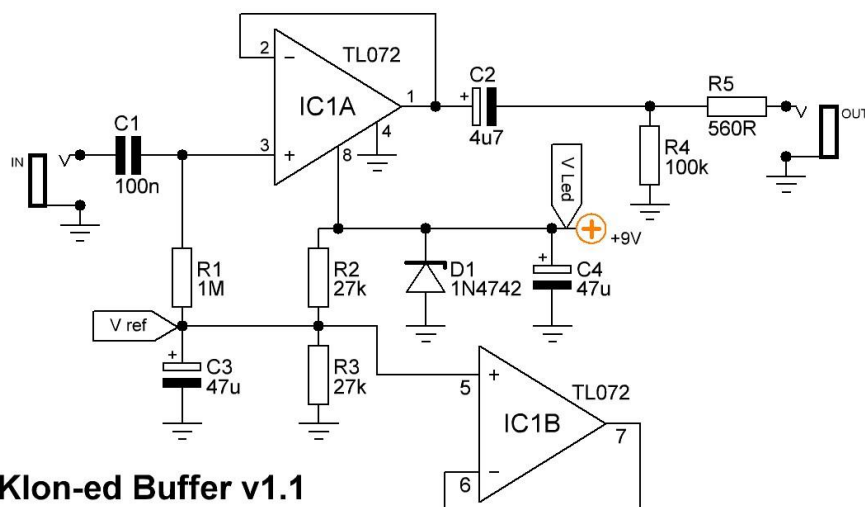 2
−
TL072
IC1A
1
4
3
+
8
C1
100n
IN
C2
+
4u7
R5
560R
OUT
R4
100k
V Led
+9V
R1
1M
R2
27k
D1
1N4742
+
C4
47u
V ref
+
C3
47u
R3
27k
5
+
TL072
IC1B
7
6
−
Klon-ed Buffer v1.1